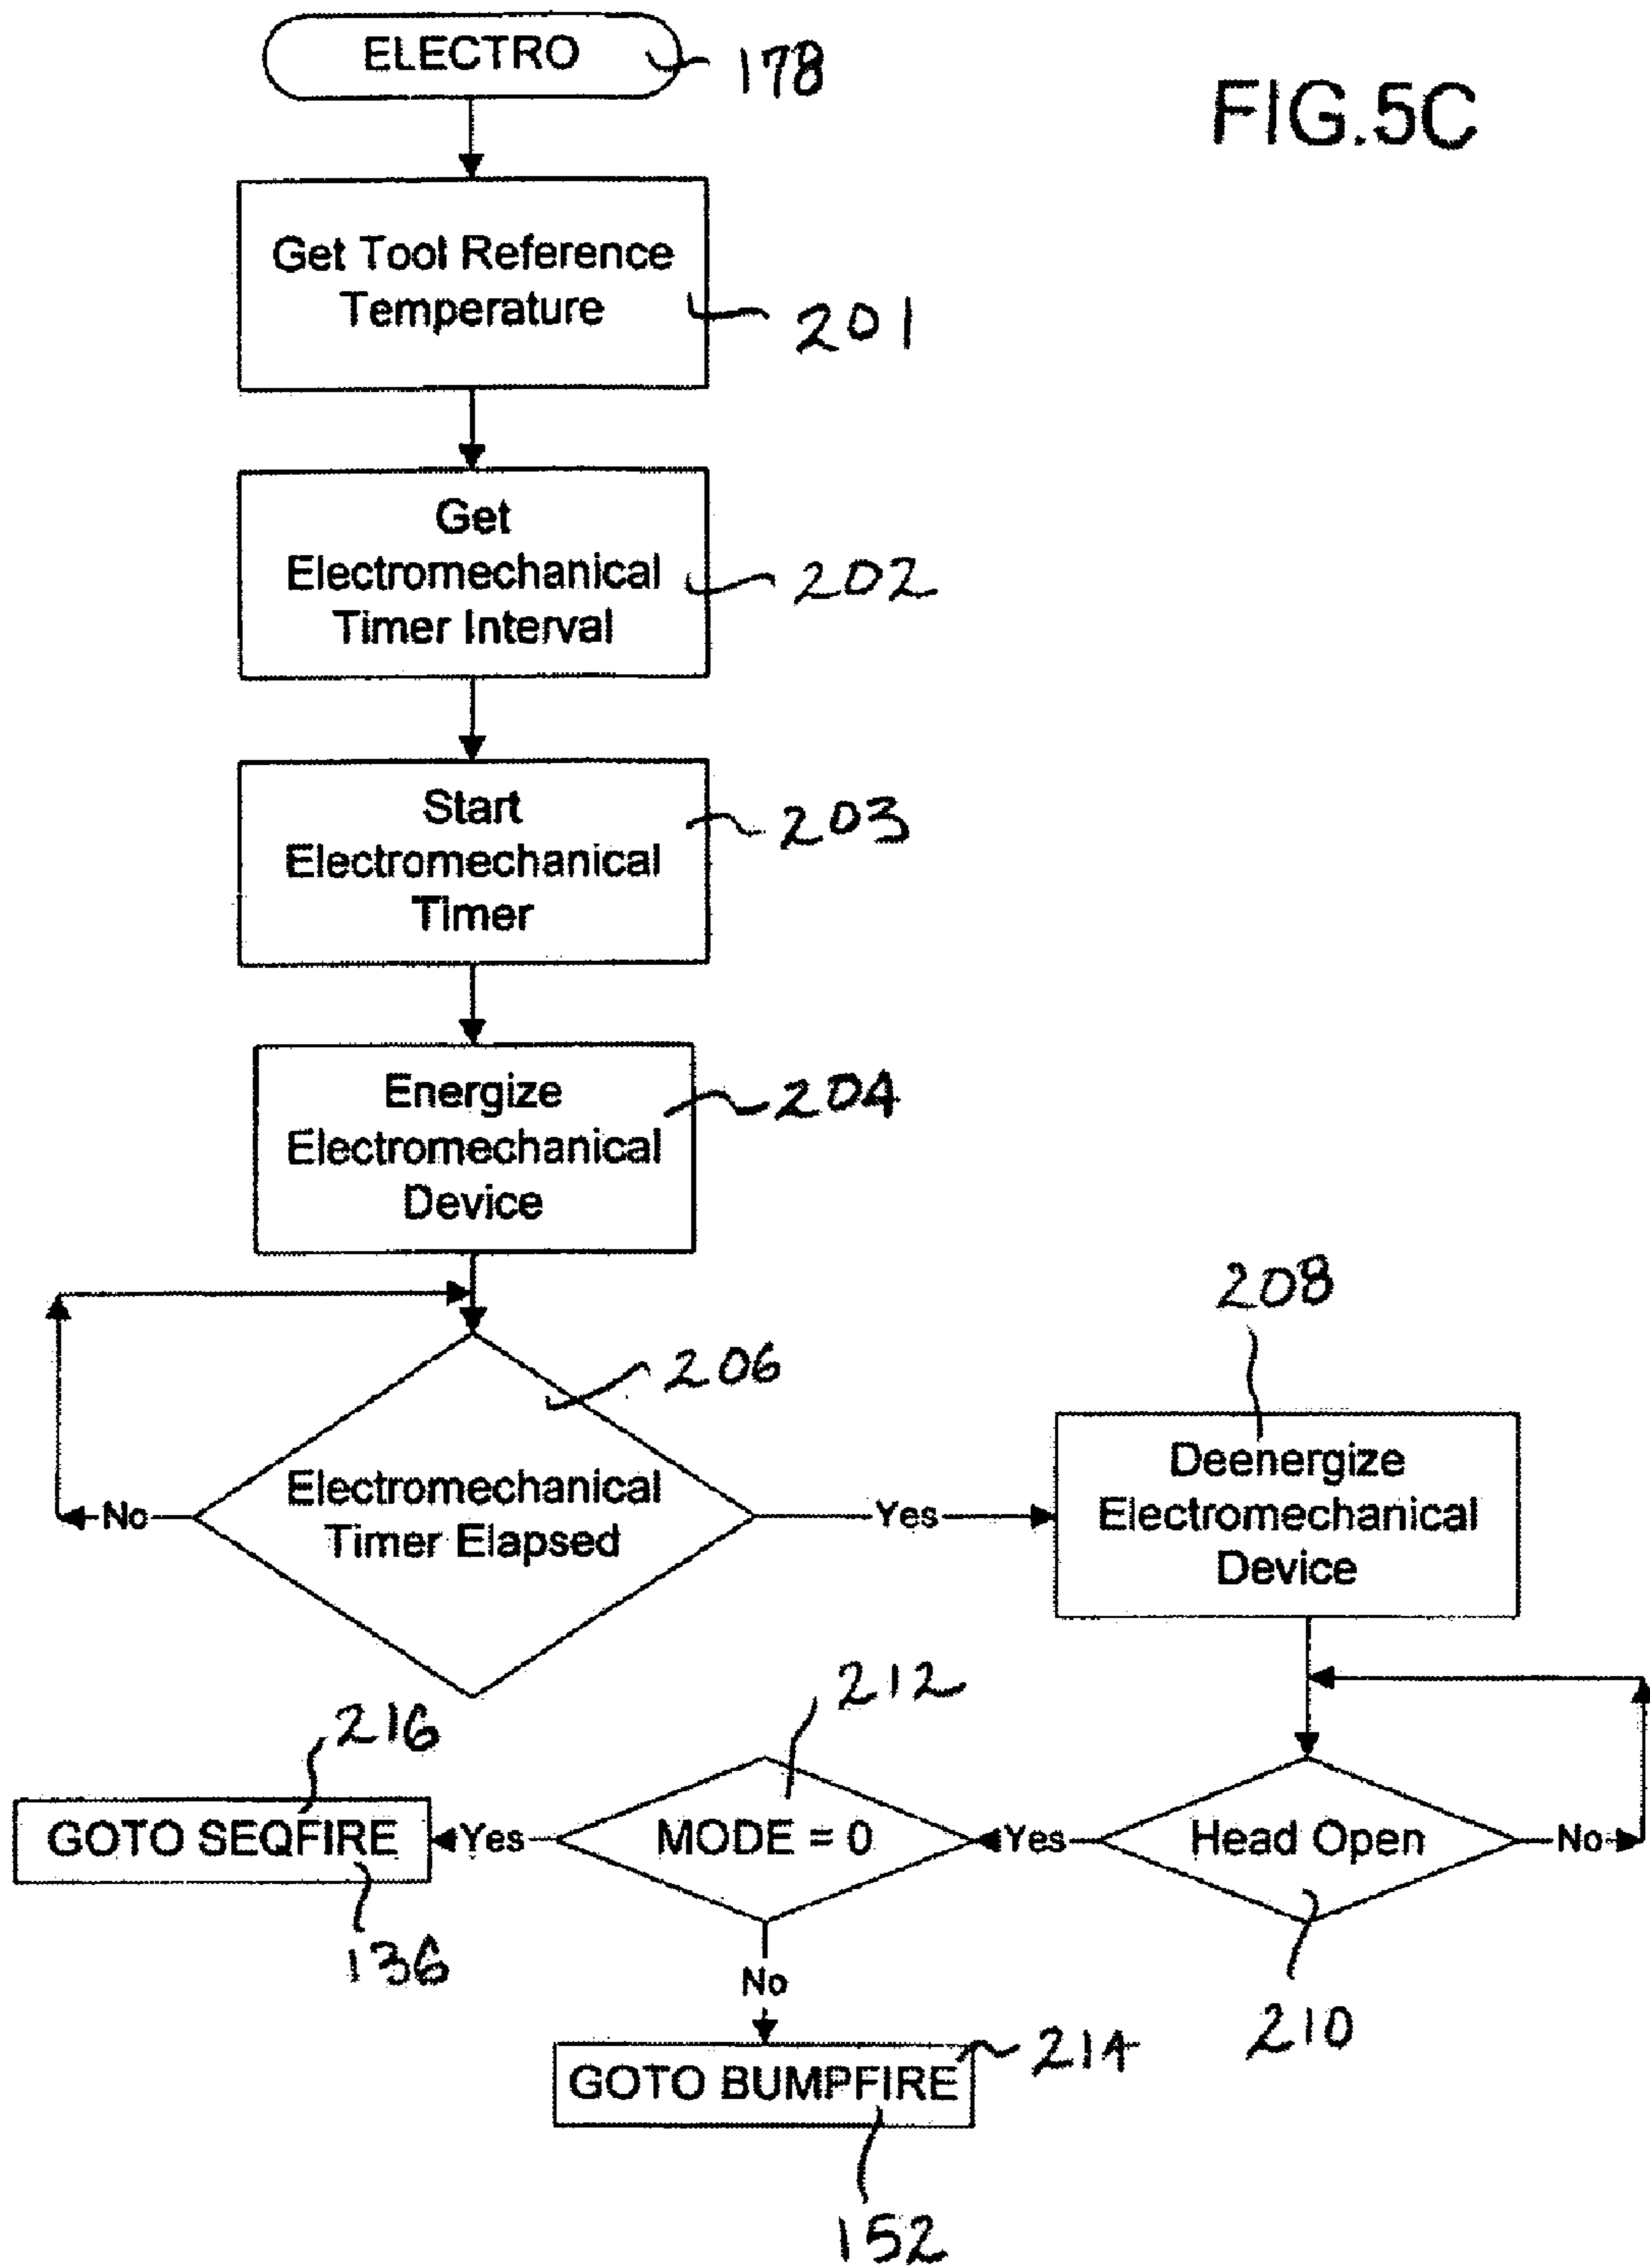 ELECTRO
178
FIG.5C
Get Tool Reference
Temperature
201
Get
Electromechanical
Timer Interval
202
Start
Electromechanical
Timer
203
Energize
Electromechanical
Device
204
206
Electromechanical
Timer Elapsed
No
Yes
208
Deenergize
Electromechanical
Device
Head Open
No
Yes
210
212
MODE = 0
Yes
No
216
GOTO SEQFIRE
136
GOTO BUMPFIRE
214
152